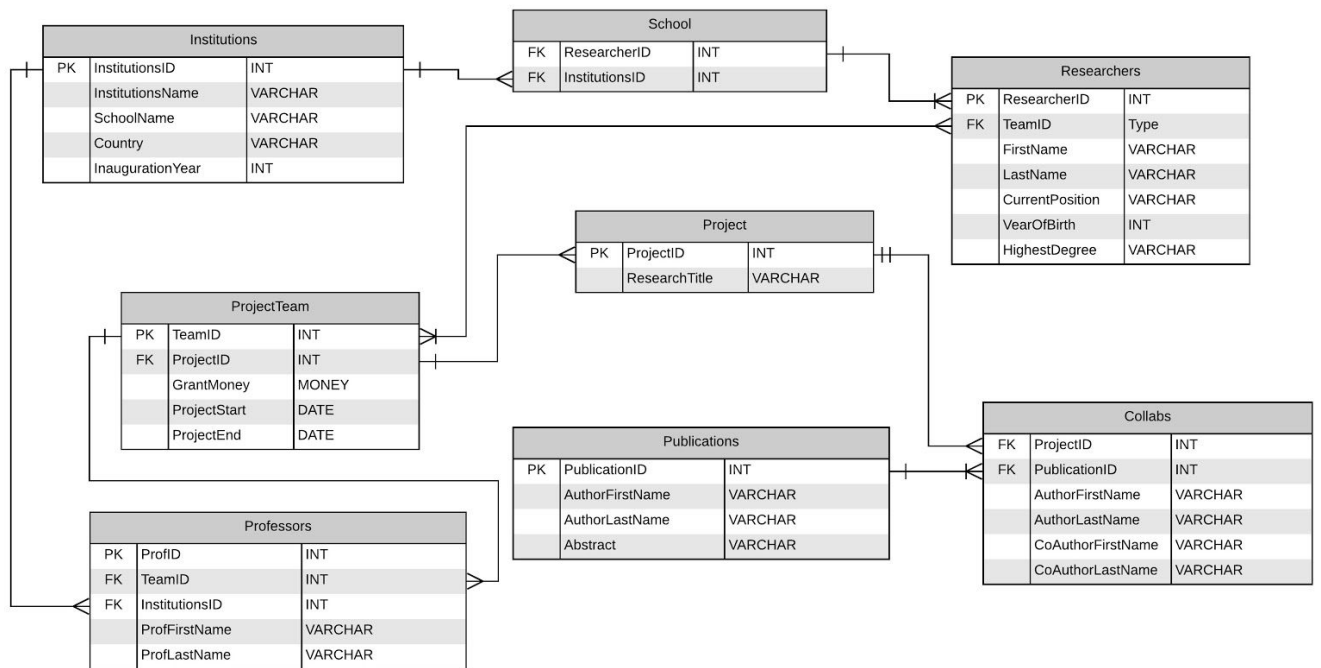 Institutions
PK InstitutionsID INT
InstitutionsName VARCHAR
SchoolName VARCHAR
Country VARCHAR
InaugurationYear INT
School
FK ResearcherID INT
FK InstitutionsID INT
Researchers
PK ResearcherID INT
FK TeamID Type
FirstName VARCHAR
LastName VARCHAR
CurrentPosition VARCHAR
VearOfBirth INT
HighestDegree VARCHAR
Project
PK ProjectID INT
ResearchTitle VARCHAR
ProjectTeam
PK TeamID INT
FK ProjectID INT
GrantMoney MONEY
ProjectStart DATE
ProjectEnd DATE
Publications
PK PublicationID INT
AuthorFirstName VARCHAR
AuthorLastName VARCHAR
Abstract VARCHAR
Collabs
FK ProjectID INT
FK PublicationID INT
AuthorFirstName VARCHAR
AuthorLastName VARCHAR
CoAuthorFirstName VARCHAR
CoAuthorLastName VARCHAR
Professors
PK ProfID INT
FK TeamID INT
FK InstitutionsID INT
ProfFirstName VARCHAR
ProfLastName VARCHAR